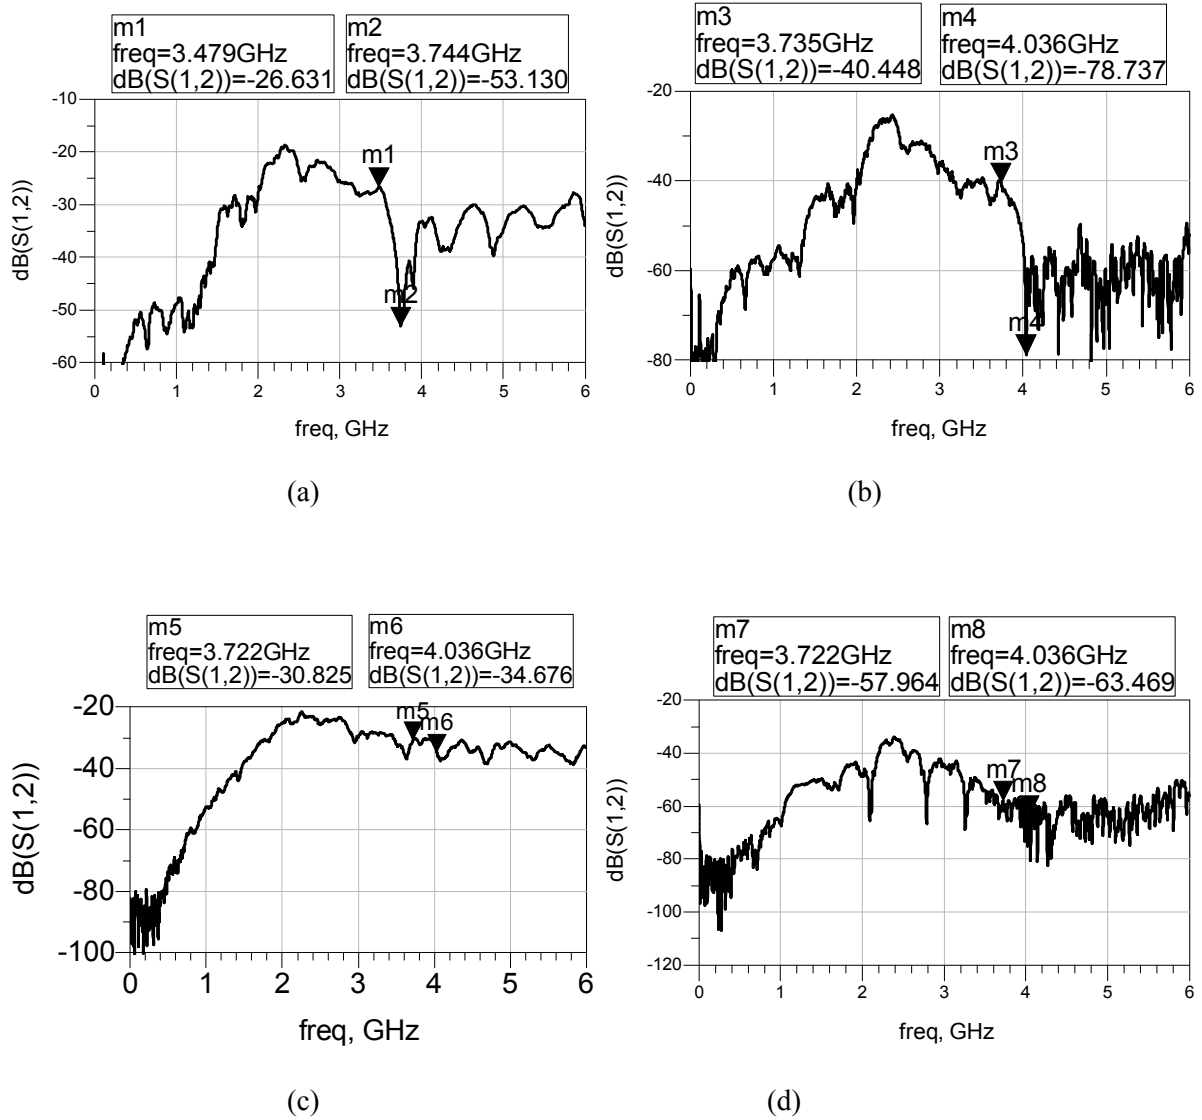 m1
freq=3.479GHz
dB(S(1,2))=-26.631
m2
freq=3.744GHz
dB(S(1,2))=-53.130
-10
-20
-30
-40
-50
-60
dB(S(1,2))
m1
m2
0 1 2 3 4 5 6
freq, GHz
(a)
m3
freq=3.735GHz
dB(S(1,2))=-40.448
m4
freq=4.036GHz
dB(S(1,2))=-78.737
-20
-40
-60
-80
dB(S(1,2))
m3
m4
0 1 2 3 4 5 6
freq, GHz
(b)
m5
freq=3.722GHz
dB(S(1,2))=-30.825
m6
freq=4.036GHz
dB(S(1,2))=-34.676
-20
-40
-60
-80
-100
dB(S(1,2))
m5
m6
0 1 2 3 4 5 6
freq, GHz
(c)
m7
freq=3.722GHz
dB(S(1,2))=-57.964
m8
freq=4.036GHz
dB(S(1,2))=-63.469
-20
-40
-60
-80
-100
-120
dB(S(1,2))
m7
m8
0 1 2 3 4 5 6
freq, GHz
(d)